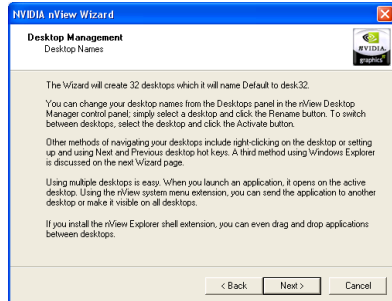 NVIDIA nView Wizard
Desktop Management
Desktop Names
NVIDIA.
graphics
The Wizard will create 32 desktops which it will name Default to desk32.
You can change your desktop names from the Desktops panel in the nView Desktop
Manager control panel; simply select a desktop and click the Rename button. To switch
between desktops, select the desktop and click the Activate button.
Other methods of navigating your desktops include right-clicking on the desktop or setting
up and using Next and Previous desktop hot keys. A third method using Windows Explorer
is discussed on the next Wizard page.
Using multiple desktops is easy. When you launch an application, it opens on the active
desktop. Using the nView system menu extension, you can send the application to another
desktop or make it visible on all desktops.
If you install the nView Explorer shell extension, you can even drag and drop applications
between desktops.
< Back
Next >
Cancel